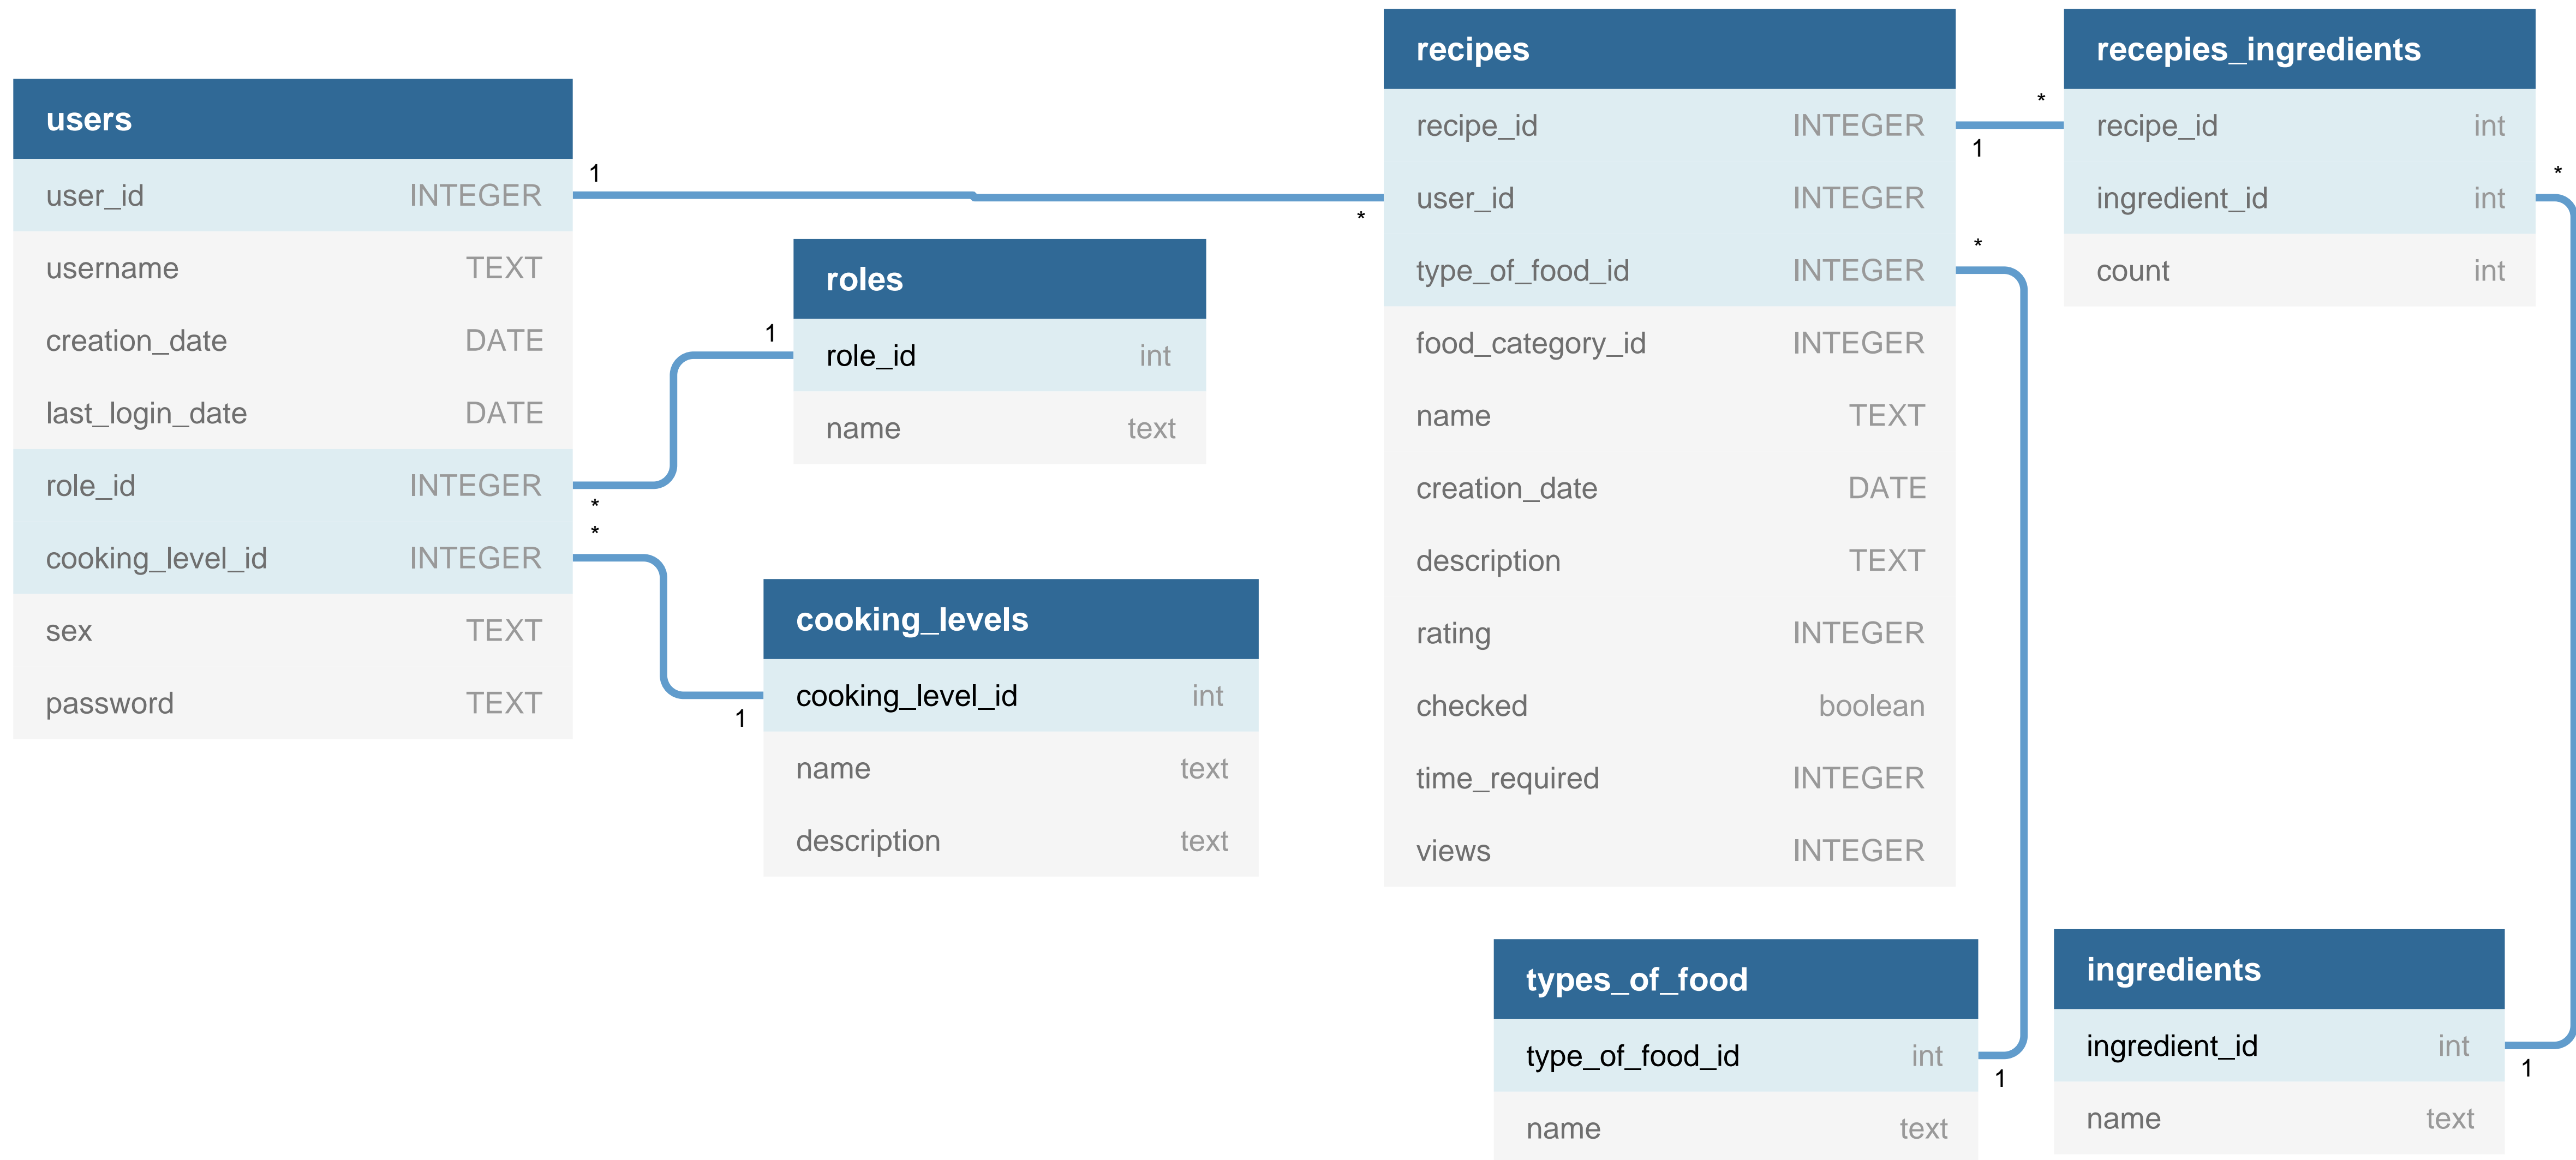 users
user_id INTEGER
username TEXT
creation_date DATE
last_login_date DATE
role_id INTEGER
cooking_level_id INTEGER
sex TEXT
password TEXT
1
*
*
*
roles
role_id int
name text
1
cooking_levels
cooking_level_id int
name text
description text
1
recipes
recipe_id INTEGER
user_id INTEGER
type_of_food_id INTEGER
food_category_id INTEGER
name TEXT
creation_date DATE
description TEXT
rating INTEGER
checked boolean
time_required INTEGER
views INTEGER
*
1
*
recepies_ingredients
recipe_id int
ingredient_id int
count int
*
*
types_of_food
type_of_food_id int
name text
1
ingredients
ingredient_id int
name text
1